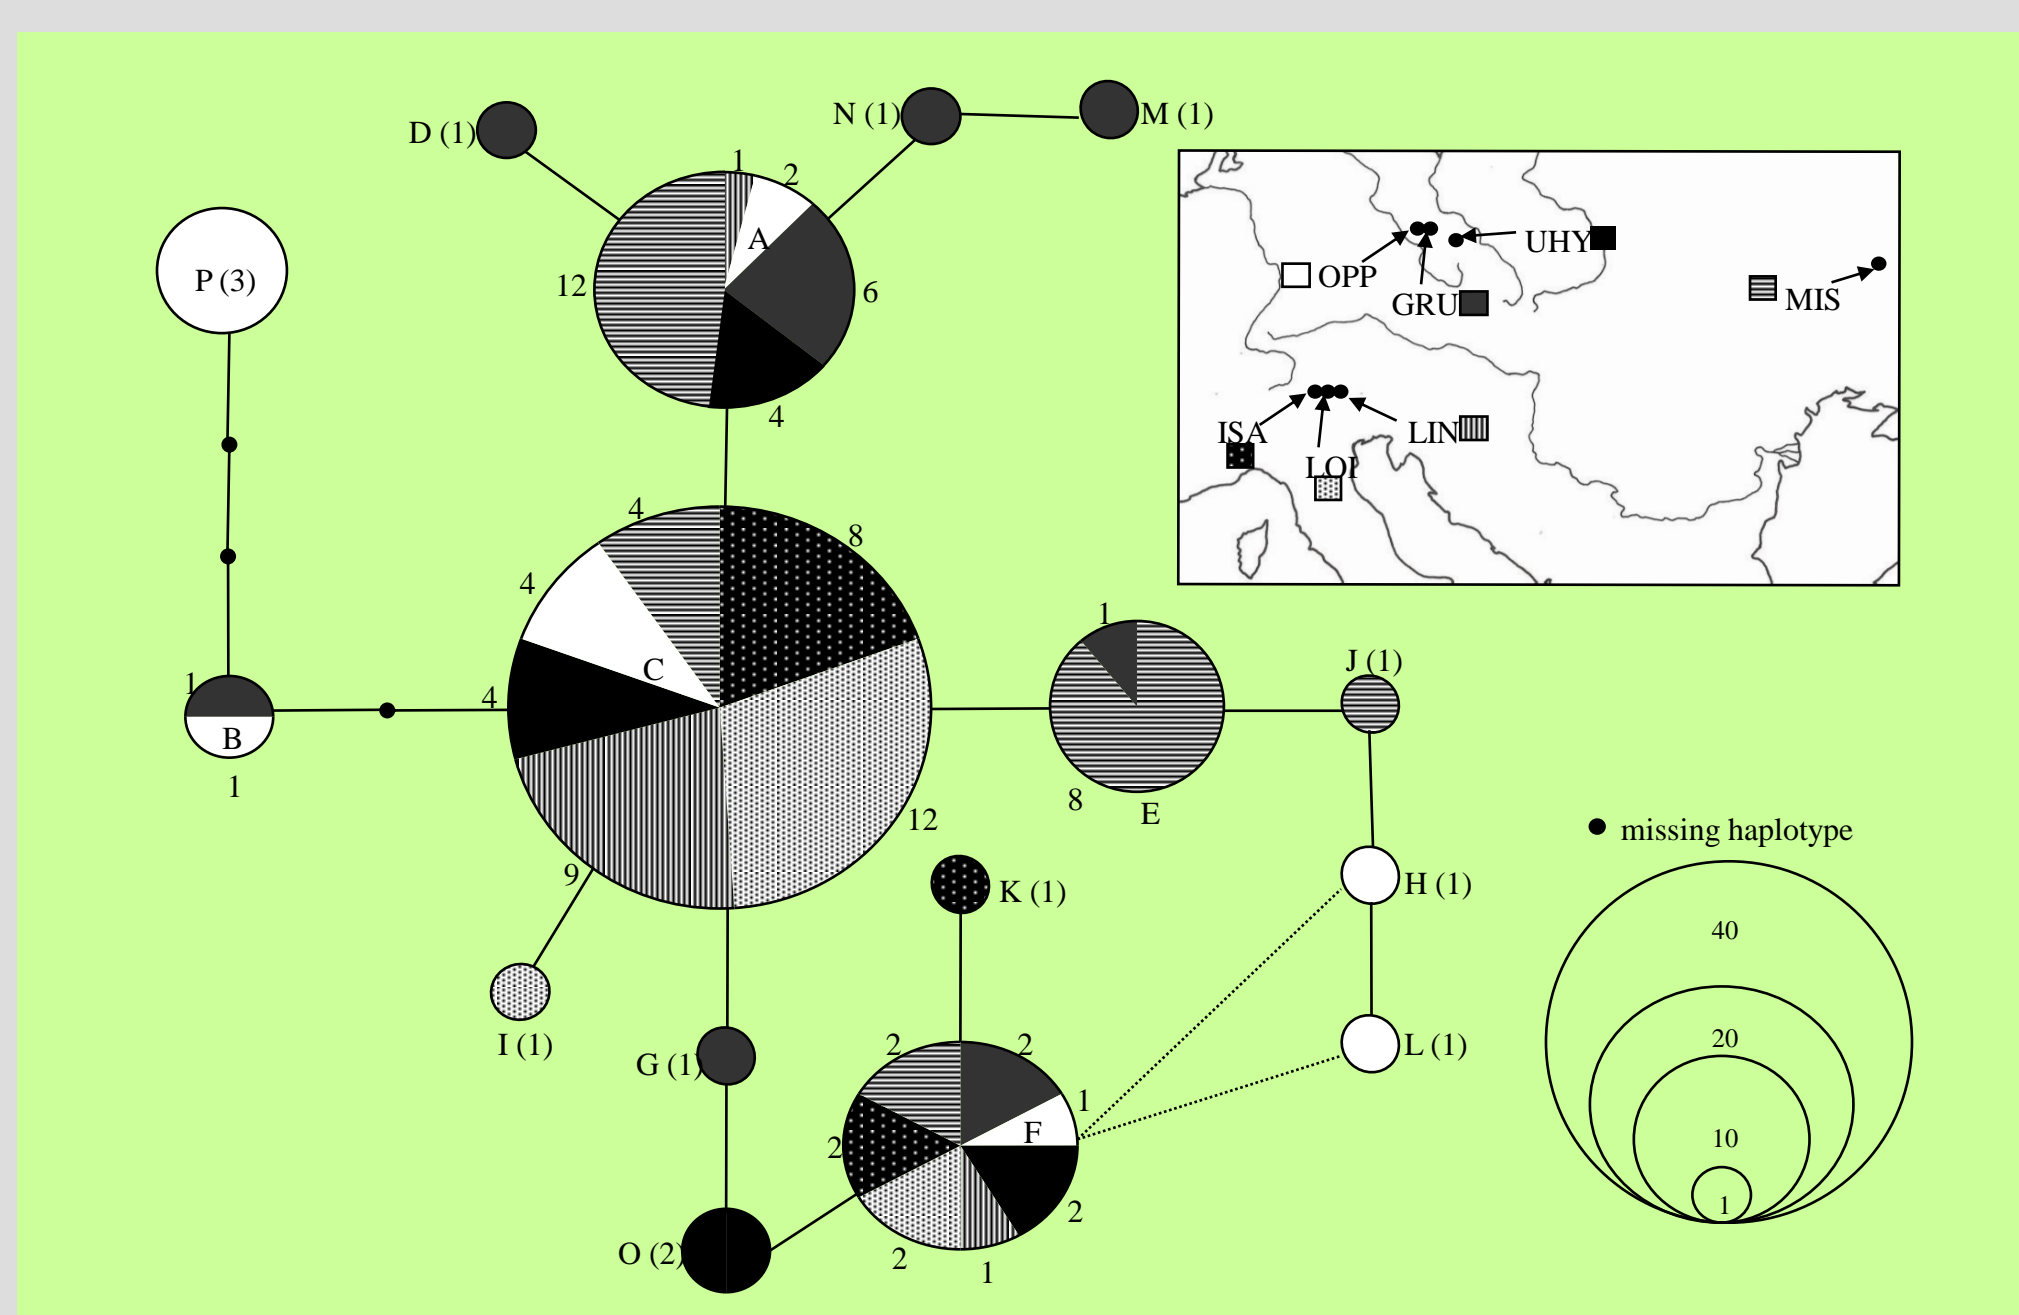 D (1)
N (1)
M (1)
1
2
A
12
6
4
P (3)
OPP
UHY
GRU
MIS
ISA
LIN
LOI
4
8
4
C
4
12
9
1
B
1
1
8
E
J (1)
H (1)
L (1)
K (1)
I (1)
G (1)
O (2)
2
2
1
F
2
2
2
1
missing haplotype
40
20
10
1